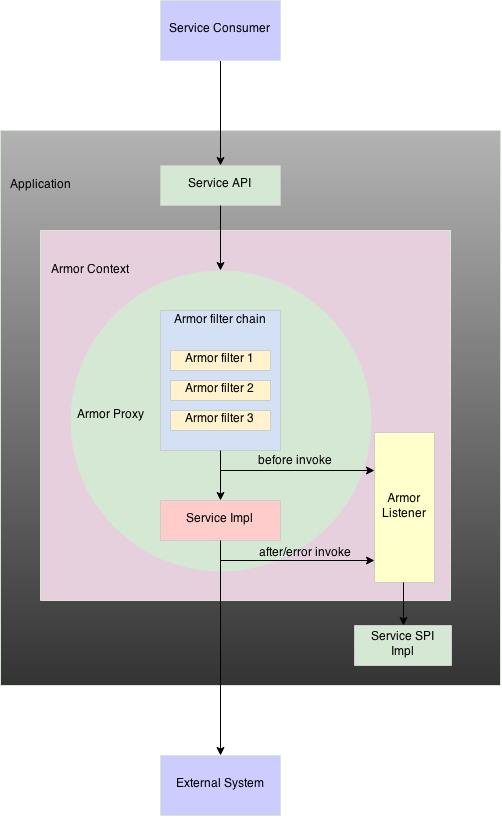 Service Consumer
Application
Service API
Armor Context
Armor filter chain
Armor filter 1
Armor filter 2
Armor filter 3
Armor Proxy
before invoke
Armor
Listener
Service Impl
after/error invoke
Service SPI
Impl
External System